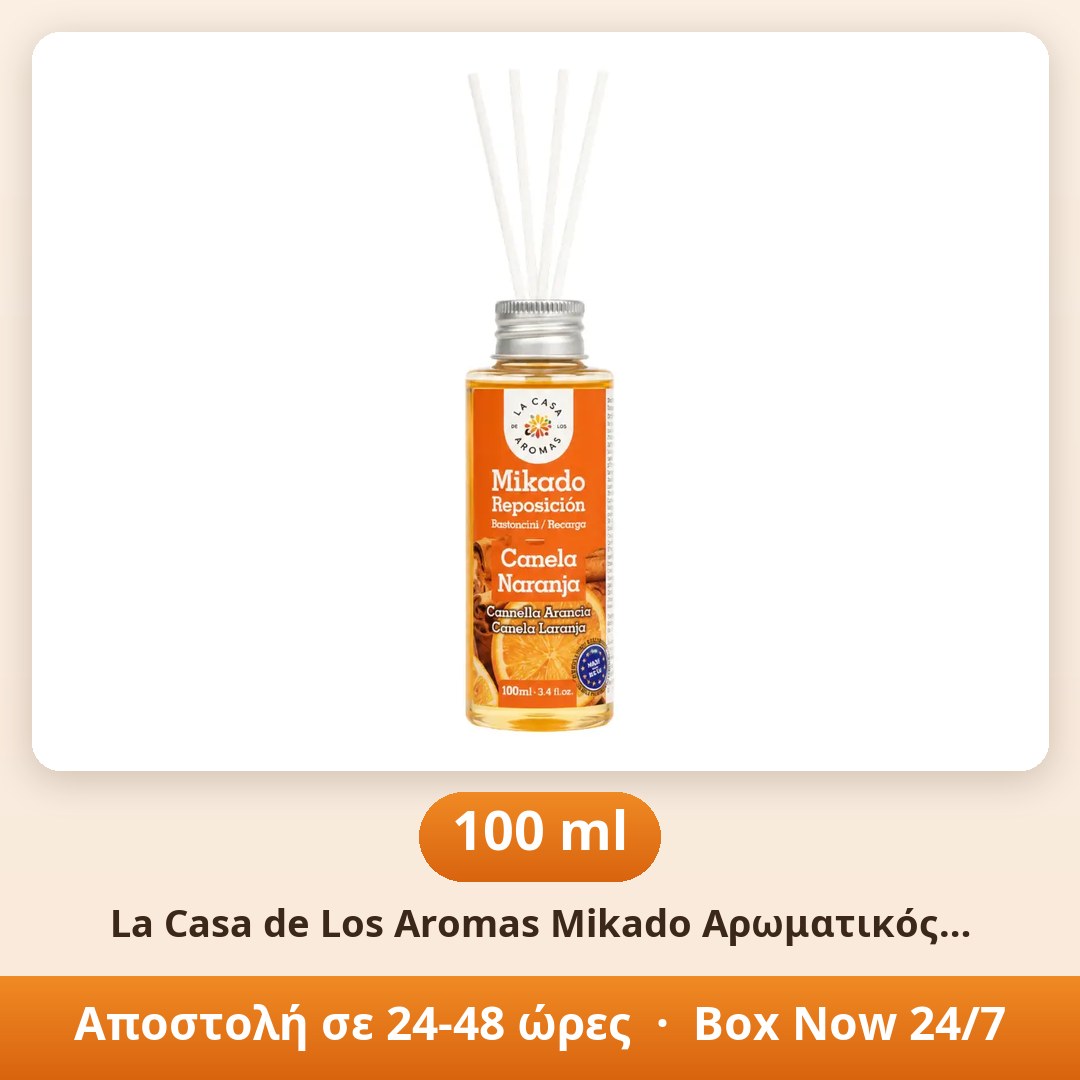 LA CASA
DE LOS
AROMAS
Mikado
Reposición
Bastoncini / Recarga
Canela
Naranja
Cannella Arancia
Canela Laranja
100ml · 3.4 fl.oz.
100 ml
La Casa de Los Aromas Mikado Αρωματικός...
Αποστολή σε 24-48 ώρες · Box Now 24/7